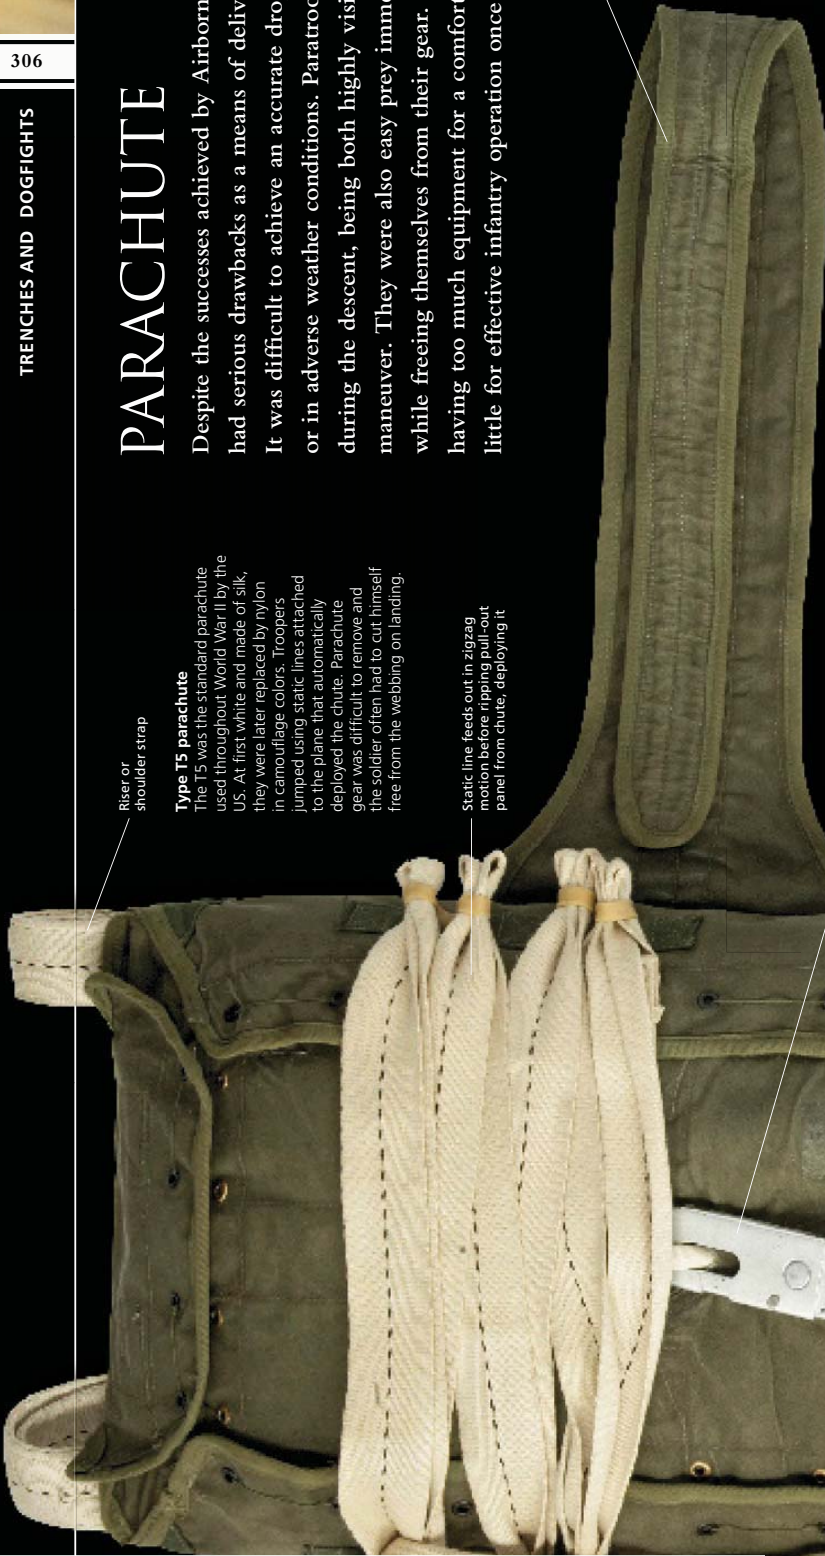 306
TRENCHES AND DOGFIGHTS
PARACHUTE
Despite the successes achieved by
had serious drawbacks as a means of
It was difficult to achieve an accurate
or in adverse weather conditions.
during the descent, being both highly
maneuver. They were also easy prey
while freeing themselves from their gear.
having too much equipment for a
little for effective infantry operation once
Riser or
shoulder strap
Type T5 parachute
The T5 was the standard parachute
used throughout World War II by the
US. At first white and made of silk,
they were later replaced by nylon
in camouflage colors. Troopers
jumped using static lines attached
to the plane that automatically
deployed the chute. Parachute
gear was difficult to remove and
the soldier often had to cut himself
free from the webbing on landing.
Static line feeds out in zigzag
motion before ripping pull-out
panel from chute, deploying it